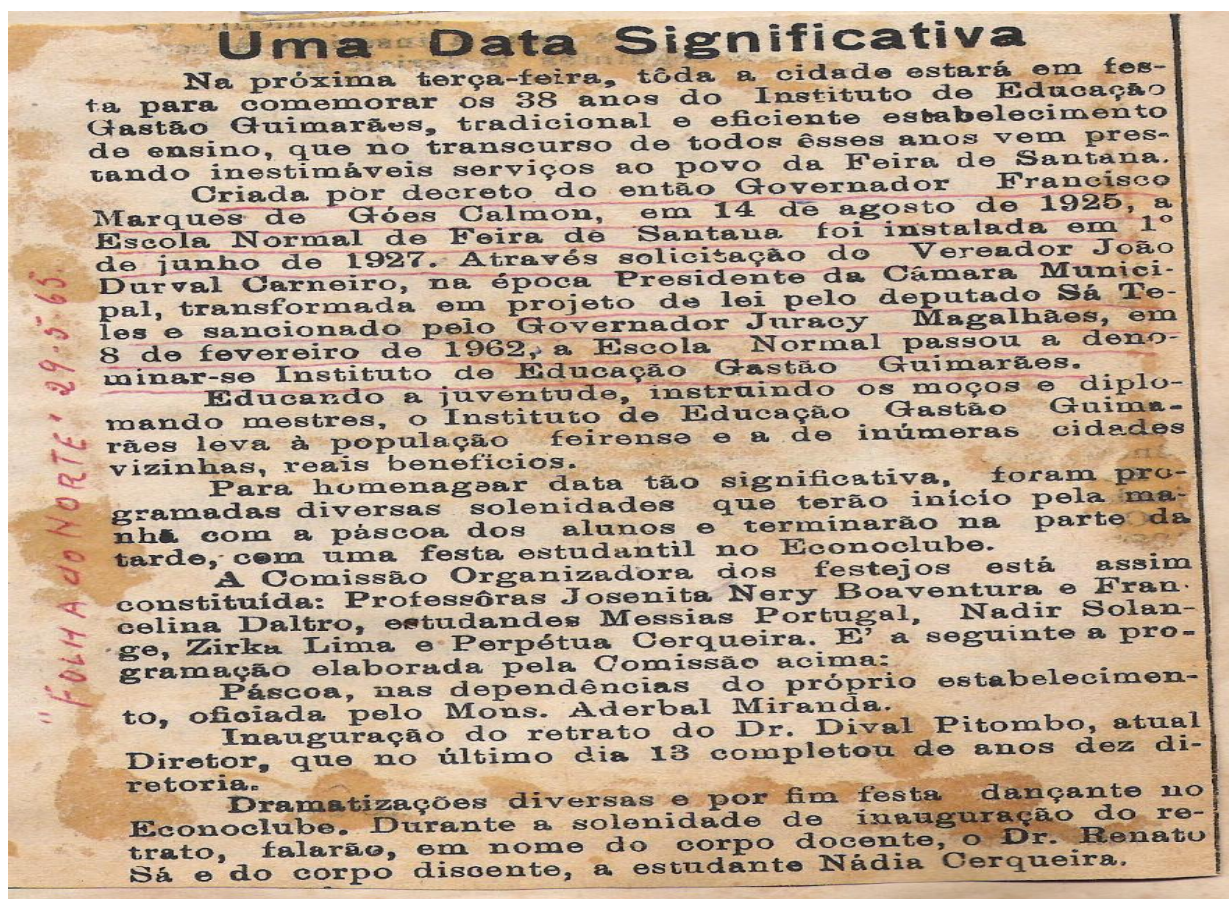 Uma Data Significativa
Na próxima terça-feira, tôda a cidade estará em fes-
ta para comemorar os 38 anos do Instituto de Educação
Gastão Guimarães, tradicional e eficiente estabelecimento
de ensino, que no transcurso de todos êsses anos vem pres-
tando inestimáveis serviços ao povo da Feira de Santana.
Criada por decreto do então Governador Francisco
Marques de Góes Calmon, em 14 de agosto de 1925, a
Escola Normal de Feira de Santana foi instalada em 1º
de junho de 1927. Através solicitação do Vereador João
Durval Carneiro, na época Presidente da Câmara Munici-
pal, transformada em projeto de lei pelo deputado Sá Te-
les e sancionado pelo Governador Juracy Magalhães, em
8 de fevereiro de 1962, a Escola Normal passou a deno-
minar-se Instituto de Educação Gastão Guimarães.
Educando a juventude, instruindo os moços e diplo-
mando mestres, o Instituto de Educação Gastão Guima-
rães leva à população feirense e a de inúmeras cidades
vizinhas, reais benefícios.
Para homenagear data tão significativa, foram pro-
gramadas diversas solenidades que terão início pela ma-
nhã com a páscoa dos alunos e terminarão na parte da
tarde, com uma festa estudantil no Econoclube.
A Comissão Organizadora dos festejos está assim
constituída: Professôras Josenita Nery Boaventura e Fran-
celina Daltro, estudandes Messias Portugal, Nadir Solan-
ge, Zirka Lima e Perpétua Cerqueira. E' a seguinte a pro-
gramação elaborada pela Comissão acima:
Páscoa, nas dependências do próprio estabelecimen-
to, oficiada pelo Mons. Aderbal Miranda.
Inauguração do retrato do Dr. Dival Pitombo, atual
Diretor, que no último dia 13 completou de anos dez di-
retoria.
Dramatizações diversas e por fim festa dançante no
Econoclube. Durante a solenidade de inauguração do re-
trato, falarão, em nome do corpo docente, o Dr. Renato
Sá e do corpo discente, a estudante Nádia Cerqueira.
"FOLHA do NORTE" 29.5.65.